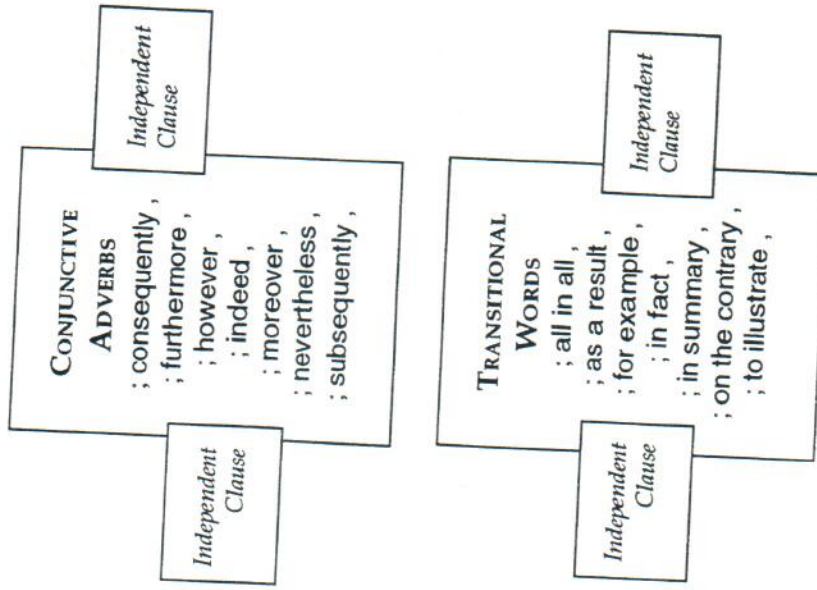 Independent
Clause
CONJUNCTIVE
ADVERBS
; consequently ,
; furthermore ,
; however ,
; indeed ,
; moreover ,
; nevertheless ,
; subsequently ,
Independent
Clause
Independent
Clause
TRANSITIONAL
WORDS
; all in all ,
; as a result ,
; for example ,
; in fact ,
; in summary ,
; on the contrary ,
; to illustrate ,
Independent
Clause